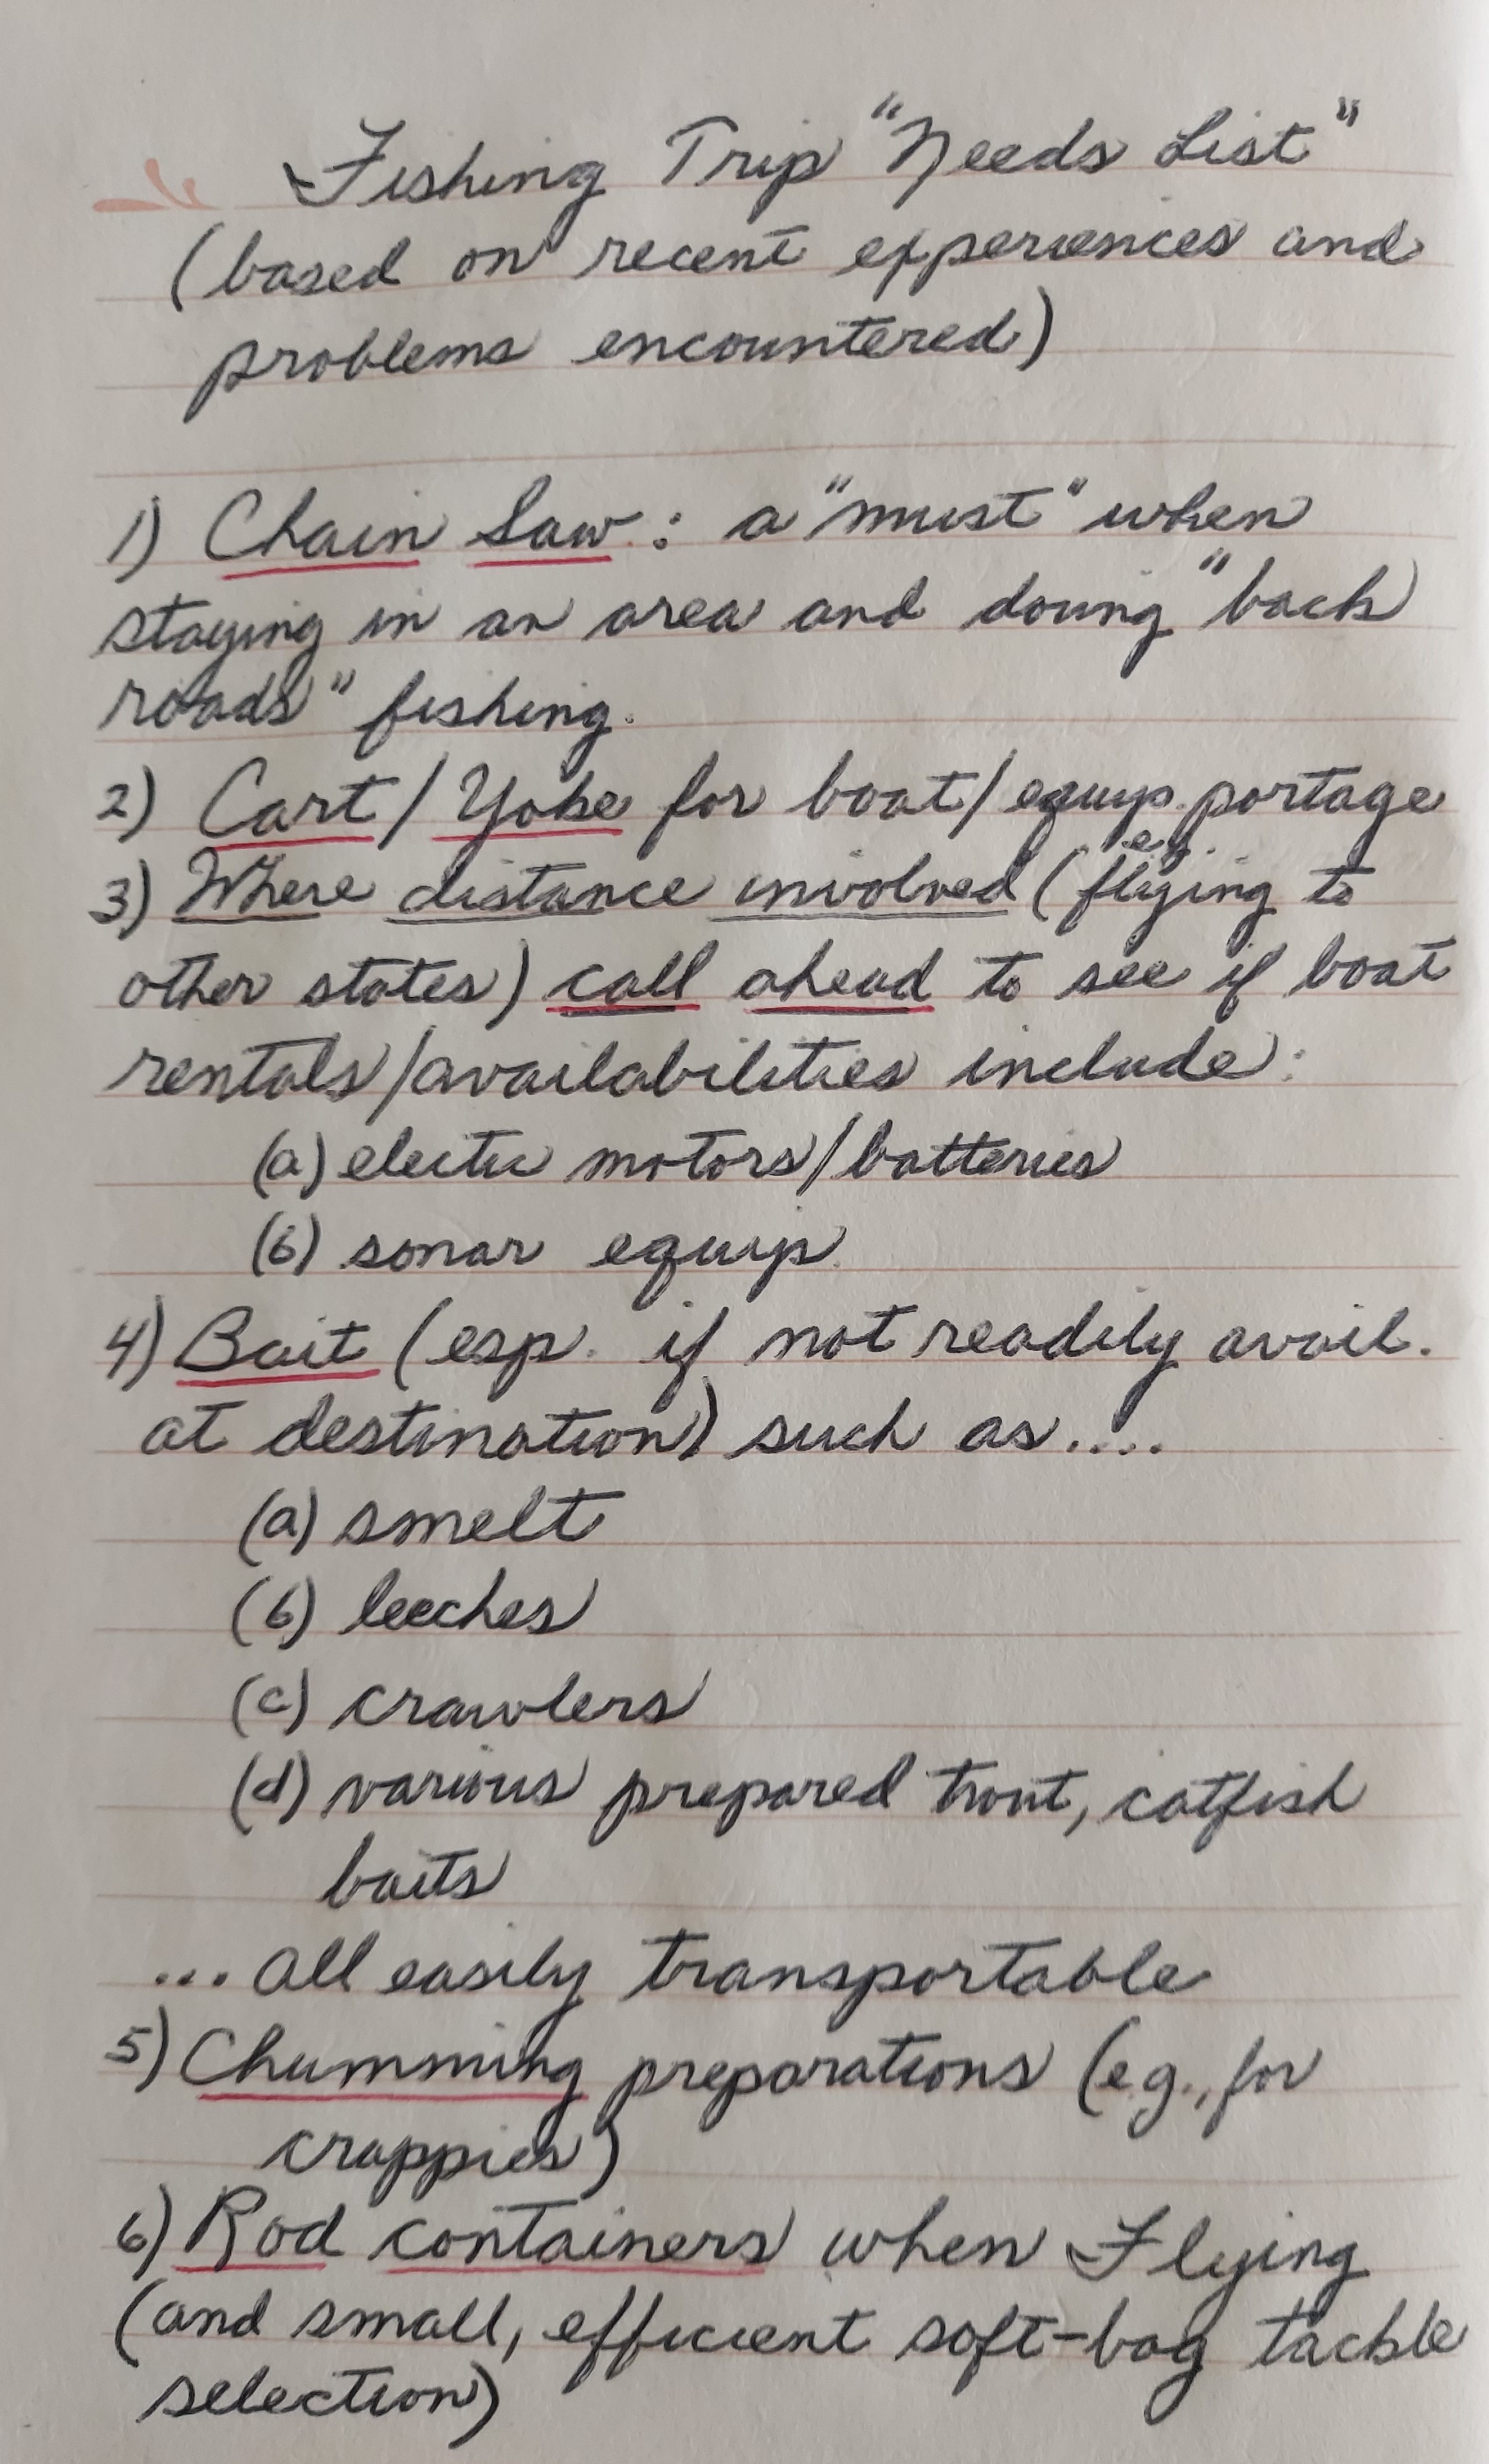 Fishing Trip "Needs List"
(based on recent experiences and
problems encountered)
1) Chain Saw: a "must" when
staying in an area and doing "back
roads" fishing.
2) Cart/Yoke for boat/equip. portage
3) Where distance involved (e.g. flying to
other states) call ahead to see if boat
rentals/availabilities include:
(a) electric motors/batteries
(b) sonar equip.
4) Bait (esp. if not readily avail.
at destination) such as....
(a) smelt
(b) leeches
(c) crawlers
(d) various prepared trout, catfish
baits
... all easily transportable
5) Chumming preparations (e.g., for
crappies)
6) Rod containers when Flying
(and small, efficient soft-bag tackle
selection)